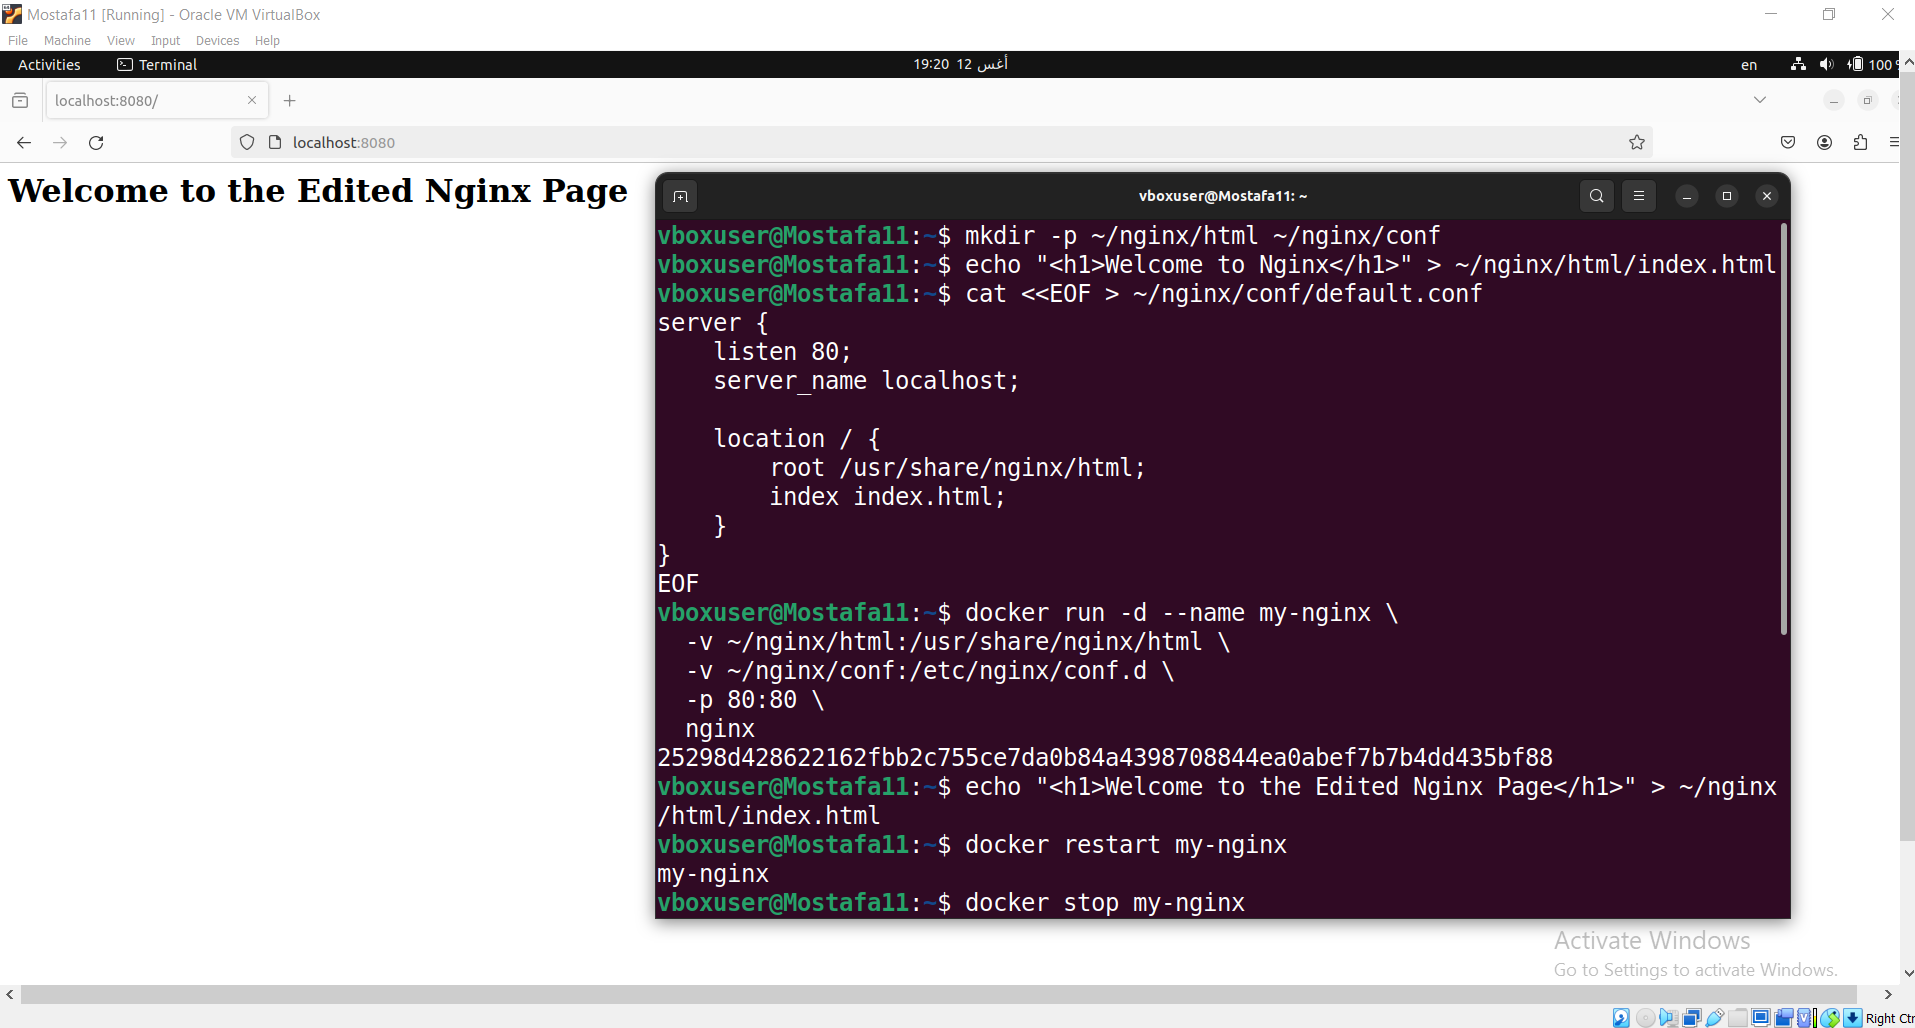 Mostafa11 [Running] - Oracle VM VirtualBox
File Machine View Input Devices Help
Activities Terminal 19:20 12 أغس en 100 %
localhost:8080/
localhost:8080
Welcome to the Edited Nginx Page
vboxuser@Mostafa11: ~
vboxuser@Mostafa11:~$ mkdir -p ~/nginx/html ~/nginx/conf
vboxuser@Mostafa11:~$ echo "<h1>Welcome to Nginx</h1>" > ~/nginx/html/index.html
vboxuser@Mostafa11:~$ cat <<EOF > ~/nginx/conf/default.conf
server {
    listen 80;
    server_name localhost;

    location / {
        root /usr/share/nginx/html;
        index index.html;
    }
}
EOF
vboxuser@Mostafa11:~$ docker run -d --name my-nginx \
  -v ~/nginx/html:/usr/share/nginx/html \
  -v ~/nginx/conf:/etc/nginx/conf.d \
  -p 80:80 \
  nginx
25298d428622162fbb2c755ce7da0b84a4398708844ea0abef7b7b4dd435bf88
vboxuser@Mostafa11:~$ echo "<h1>Welcome to the Edited Nginx Page</h1>" > ~/nginx
/html/index.html
vboxuser@Mostafa11:~$ docker restart my-nginx
my-nginx
vboxuser@Mostafa11:~$ docker stop my-nginx
Activate Windows
Go to Settings to activate Windows.
Right Ctr